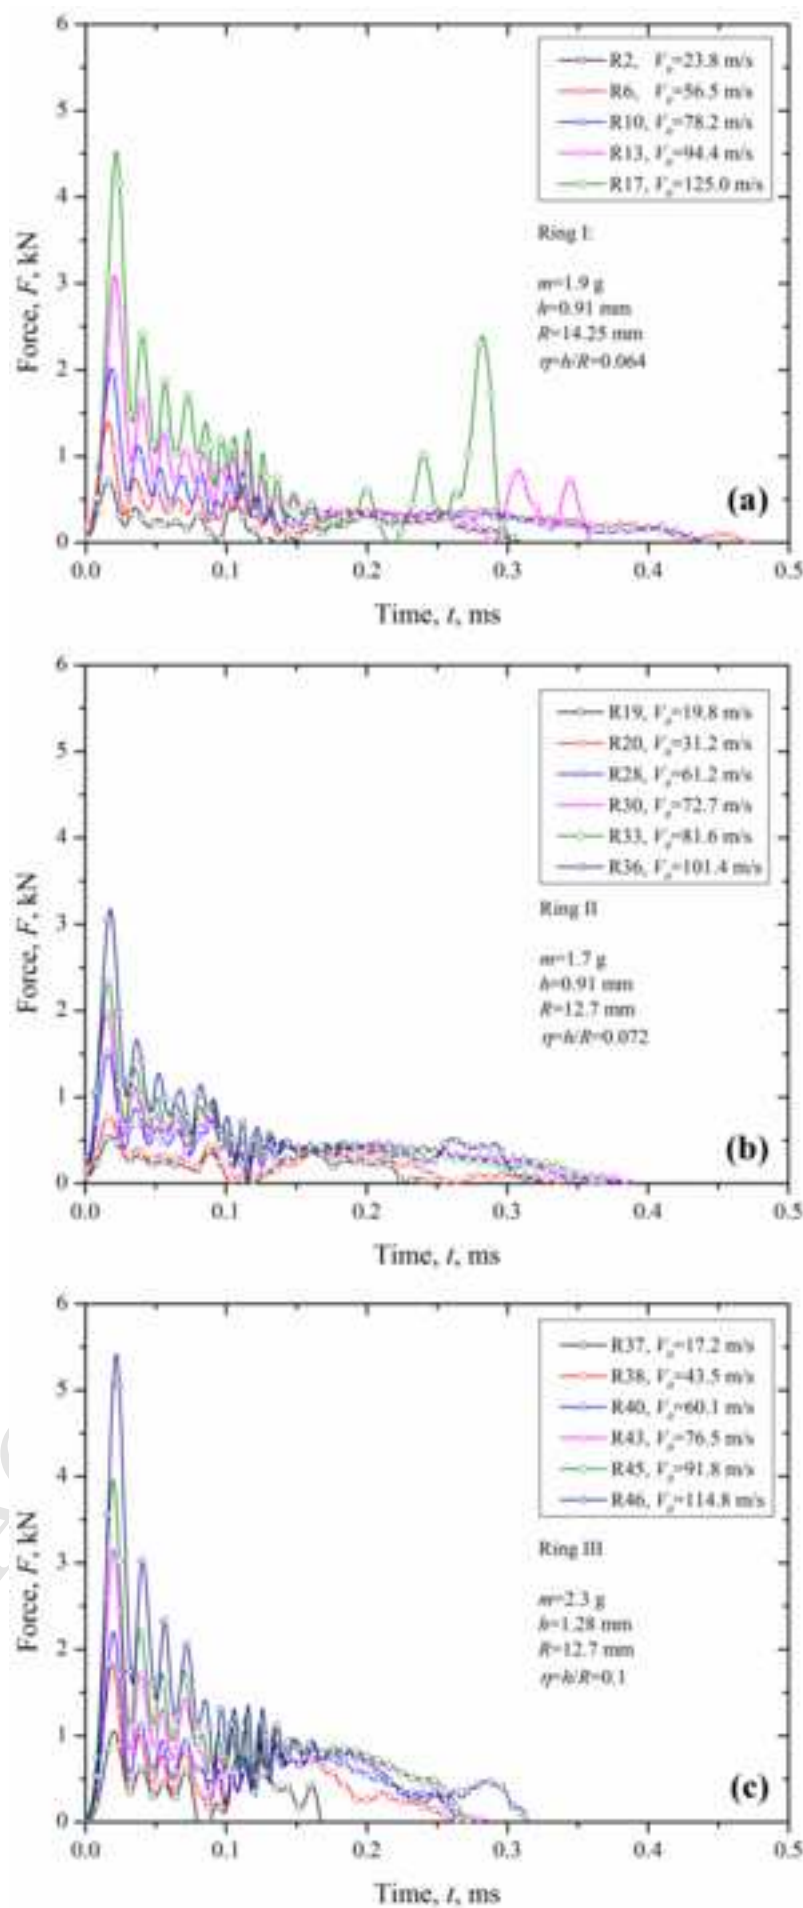 6
5
4
3
2
1
0
Force, F, kN
R2, V₀=23.8 m/s
R6, V₀=56.5 m/s
R10, V₀=78.2 m/s
R13, V₀=94.4 m/s
R17, V₀=125.0 m/s
Ring I:
m=1.9 g
h=0.91 mm
R=14.25 mm
η=h/R=0.064
(a)
0.0 0.1 0.2 0.3 0.4 0.5
Time, t, ms
6
5
4
3
2
1
0
Force, F, kN
R19, V₀=19.8 m/s
R20, V₀=31.2 m/s
R28, V₀=61.2 m/s
R30, V₀=72.7 m/s
R33, V₀=81.6 m/s
R36, V₀=101.4 m/s
Ring II
m=1.7 g
h=0.91 mm
R=12.7 mm
η=h/R=0.072
(b)
0.0 0.1 0.2 0.3 0.4 0.5
Time, t, ms
6
5
4
3
2
1
0
Force, F, kN
R37, V₀=17.2 m/s
R38, V₀=43.5 m/s
R40, V₀=60.1 m/s
R43, V₀=76.5 m/s
R45, V₀=91.8 m/s
R46, V₀=114.8 m/s
Ring III
m=2.3 g
h=1.28 mm
R=12.7 mm
η=h/R=0.1
(c)
0.0 0.1 0.2 0.3 0.4 0.5
Time, t, ms